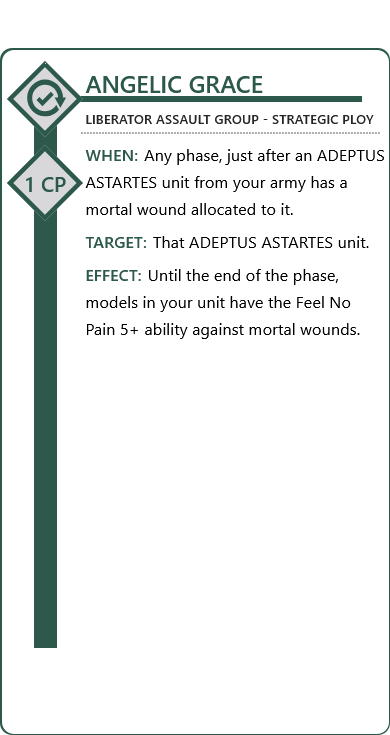 ANGELIC GRACE
LIBERATOR ASSAULT GROUP - STRATEGIC PLOY
1 CP
WHEN: Any phase, just after an ADEPTUS
ASTARTES unit from your army has a
mortal wound allocated to it.
TARGET: That ADEPTUS ASTARTES unit.
EFFECT: Until the end of the phase,
models in your unit have the Feel No
Pain 5+ ability against mortal wounds.